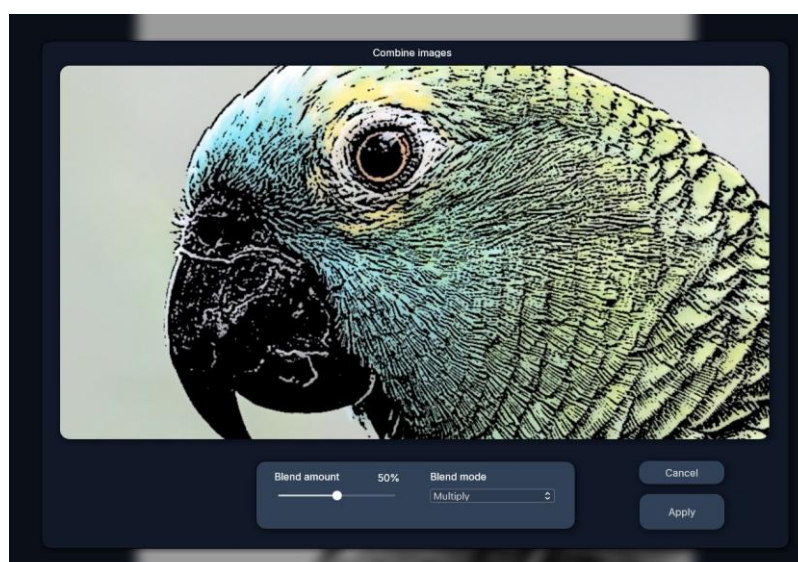 Combine images
Blend amount 50% Blend mode
Multiply
Cancel
Apply